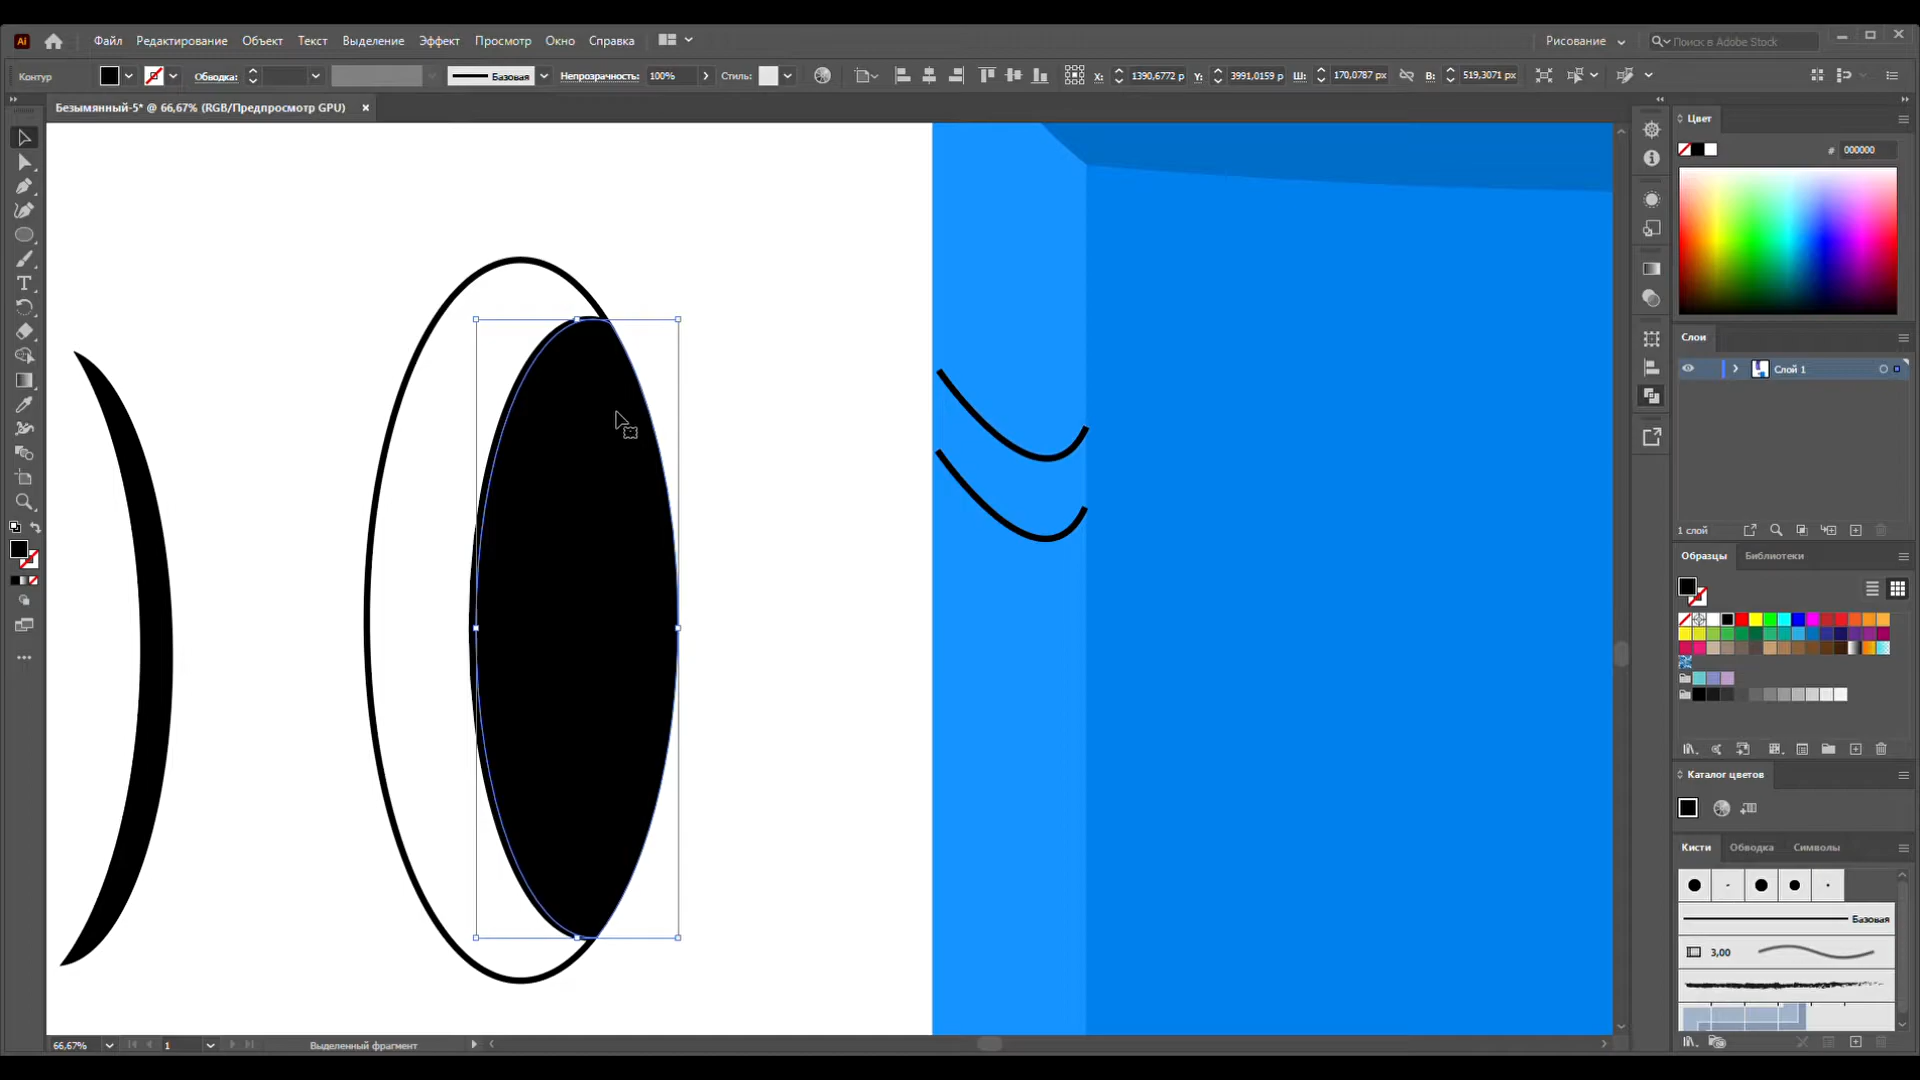 Ai Файл Редактирование Объект Текст Выделение Эффект Просмотр Окно Справка Рисование Поиск в Adobe Stock
Контур Обводка: Базовая Непрозрачность: 100% Стиль: X: 1390,6772 p Y: 3991,0159 p Ш: 170,0787 px В: 519,3071 px
Безымянный-5* @ 66,67% (RGB/Предпросмотр GPU) ×
Цвет
# 000000
Слои
Слой 1
1 слой
Образцы Библиотеки
Каталог цветов
Кисти Обводка Символы
Базовая
3,00
66,67% 1 Выделенный фрагмент